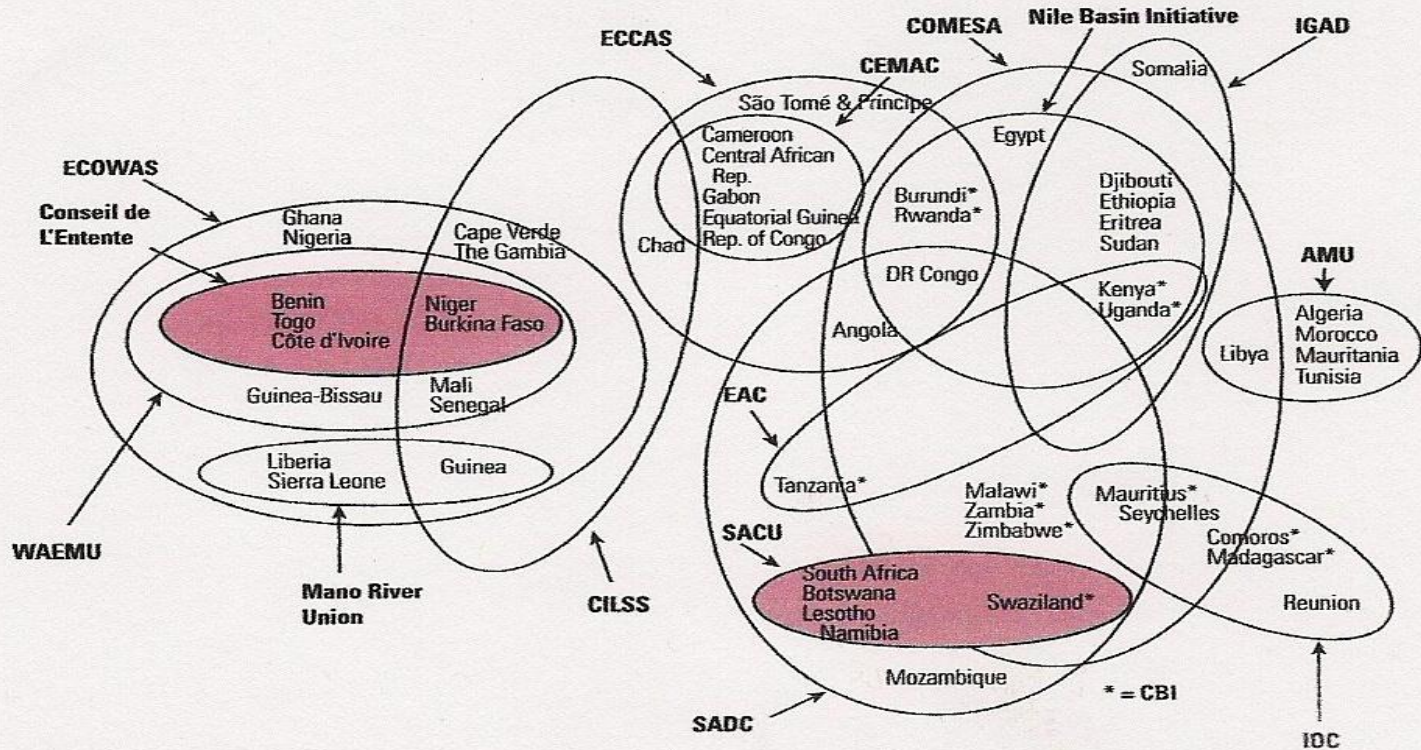 Nile Basin Initiative
COMESA
IGAD
ECCAS
CEMAC
Somalia
São Tomé & Príncipe
Cameroon
Central African
Rep.
Gabon
Equatorial Guinea
Rep. of Congo
Egypt
ECOWAS
Conseil de
L'Entente
Ghana
Nigeria
Cape Verde
The Gambia
Chad
Burundi*
Rwanda*
Djibouti
Ethiopia
Eritrea
Sudan
DR Congo
AMU
Benin
Togo
Côte d'Ivoire
Niger
Burkina Faso
Angola
Kenya*
Uganda*
Libya
Algeria
Morocco
Mauritania
Tunisia
Guinea-Bissau
Mali
Senegal
EAC
Liberia
Sierra Leone
Guinea
Tanzania*
Malawi*
Zambia*
Zimbabwe*
Mauritius*
Seychelles
Comoros*
Madagascar*
WAEMU
SACU
Mano River
Union
CILSS
South Africa
Botswana
Lesotho
Namibia
Swaziland*
Reunion
Mozambique
* = CBI
SADC
IOC